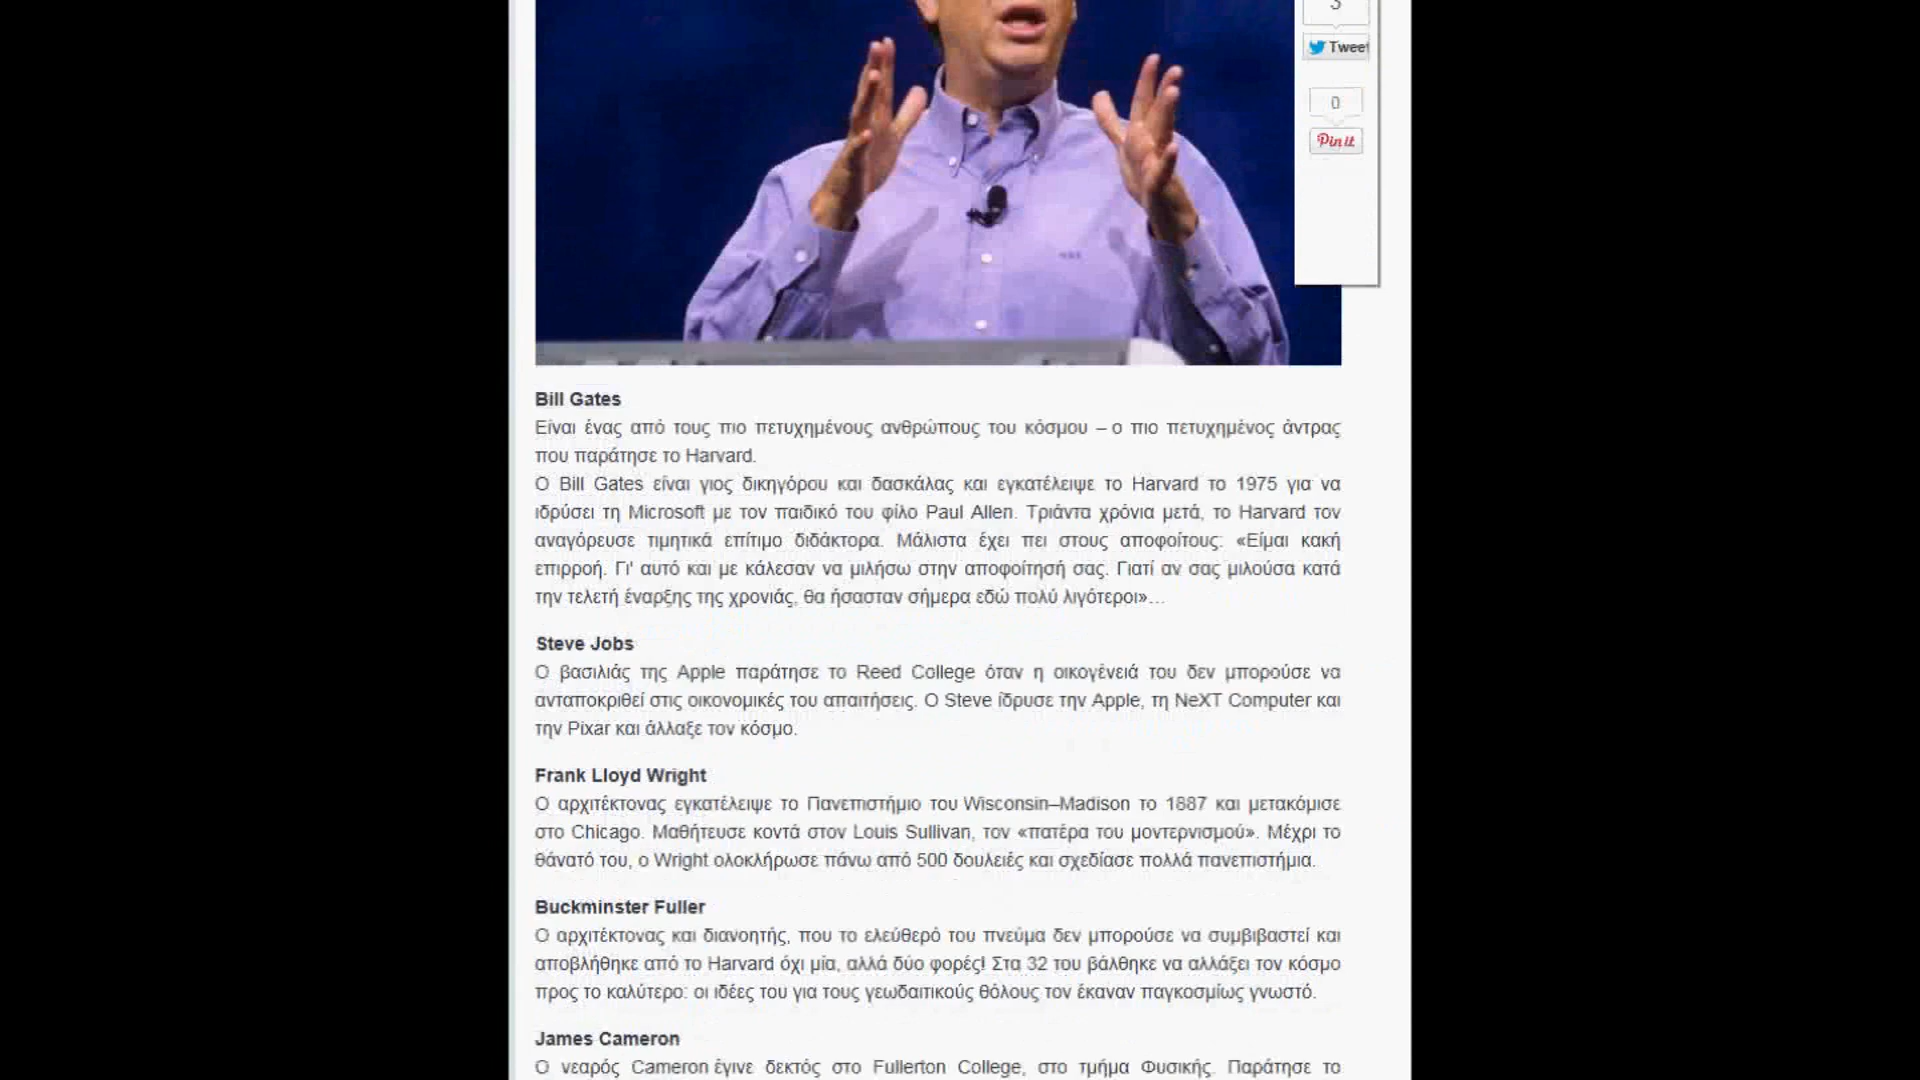 3
Tweet
0
Pin it
Bill Gates
Είναι ένας από τους πιο πετυχημένους ανθρώπους του κόσμου – ο πιο πετυχημένος άντρας
που παράτησε το Harvard.
Ο Bill Gates είναι γιος δικηγόρου και δασκάλας και εγκατέλειψε το Harvard το 1975 για να
ιδρύσει τη Microsoft με τον παιδικό του φίλο Paul Allen. Τριάντα χρόνια μετά, το Harvard τον
αναγόρευσε τιμητικά επίτιμο διδάκτορα. Μάλιστα έχει πει στους αποφοίτους: «Είμαι κακή
επιρροή. Γι' αυτό και με κάλεσαν να μιλήσω στην αποφοίτησή σας. Γιατί αν σας μιλούσα κατά
την τελετή έναρξης της χρονιάς, θα ήσασταν σήμερα εδώ πολύ λιγότεροι»...
Steve Jobs
Ο βασιλιάς της Apple παράτησε το Reed College όταν η οικογένειά του δεν μπορούσε να
ανταποκριθεί στις οικονομικές του απαιτήσεις. Ο Steve ίδρυσε την Apple, τη NeXT Computer και
την Pixar και άλλαξε τον κόσμο.
Frank Lloyd Wright
Ο αρχιτέκτονας εγκατέλειψε το Πανεπιστήμιο του Wisconsin–Madison το 1887 και μετακόμισε
στο Chicago. Μαθήτευσε κοντά στον Louis Sullivan, τον «πατέρα του μοντερνισμού». Μέχρι το
θάνατό του, ο Wright ολοκλήρωσε πάνω από 500 δουλειές και σχεδίασε πολλά πανεπιστήμια.
Buckminster Fuller
Ο αρχιτέκτονας και διανοητής, που το ελεύθερό του πνεύμα δεν μπορούσε να συμβιβαστεί και
αποβλήθηκε από το Harvard όχι μία, αλλά δύο φορές! Στα 32 του βάλθηκε να αλλάξει τον κόσμο
προς το καλύτερο: οι ιδέες του για τους γεωδαιτικούς θόλους τον έκαναν παγκοσμίως γνωστό.
James Cameron
Ο νεαρός Cameron έγινε δεκτός στο Fullerton College, στο τμήμα Φυσικής. Παράτησε το